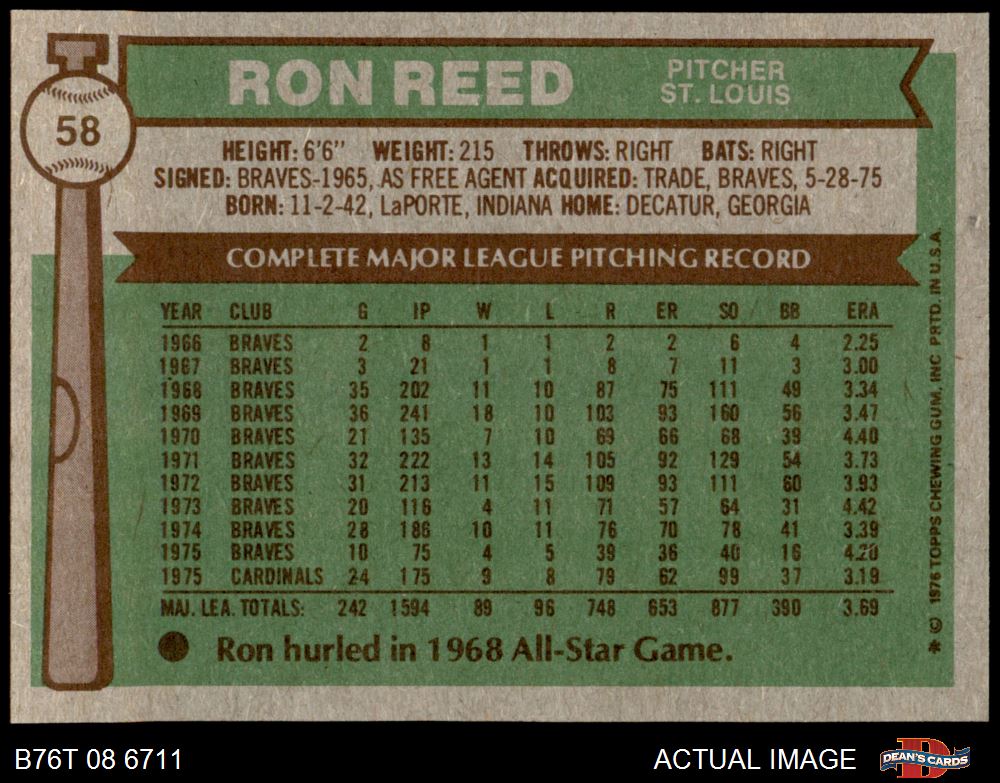 RON REED
PITCHER
ST. LOUIS
58
HEIGHT: 6'6" WEIGHT: 215 THROWS: RIGHT BATS: RIGHT
SIGNED: BRAVES-1965, AS FREE AGENT ACQUIRED: TRADE, BRAVES, 5-28-75
BORN: 11-2-42, LaPORTE, INDIANA HOME: DECATUR, GEORGIA
COMPLETE MAJOR LEAGUE PITCHING RECORD
YEAR CLUB G IP W L R ER SO BB ERA
1966 BRAVES 2 8 1 1 2 2 6 4 2.25
1967 BRAVES 3 21 1 1 8 7 11 3 3.00
1968 BRAVES 35 202 11 10 87 75 111 49 3.34
1969 BRAVES 36 241 18 10 103 93 160 56 3.47
1970 BRAVES 21 135 7 10 69 66 68 39 4.40
1971 BRAVES 32 222 13 14 105 92 129 54 3.73
1972 BRAVES 31 213 11 15 109 93 111 60 3.93
1973 BRAVES 20 116 4 11 71 57 64 31 4.42
1974 BRAVES 28 186 10 11 76 70 78 41 3.39
1975 BRAVES 10 75 4 5 39 36 40 16 4.20
1975 CARDINALS 24 175 9 8 79 62 99 37 3.19
MAJ. LEA. TOTALS: 242 1594 89 96 748 653 877 390 3.69
Ron hurled in 1968 All-Star Game.
* © 1976 TOPPS CHEWING GUM, INC PRTD. IN U.S.A.
B76T 08 6711
ACTUAL IMAGE
DEAN'S CARDS